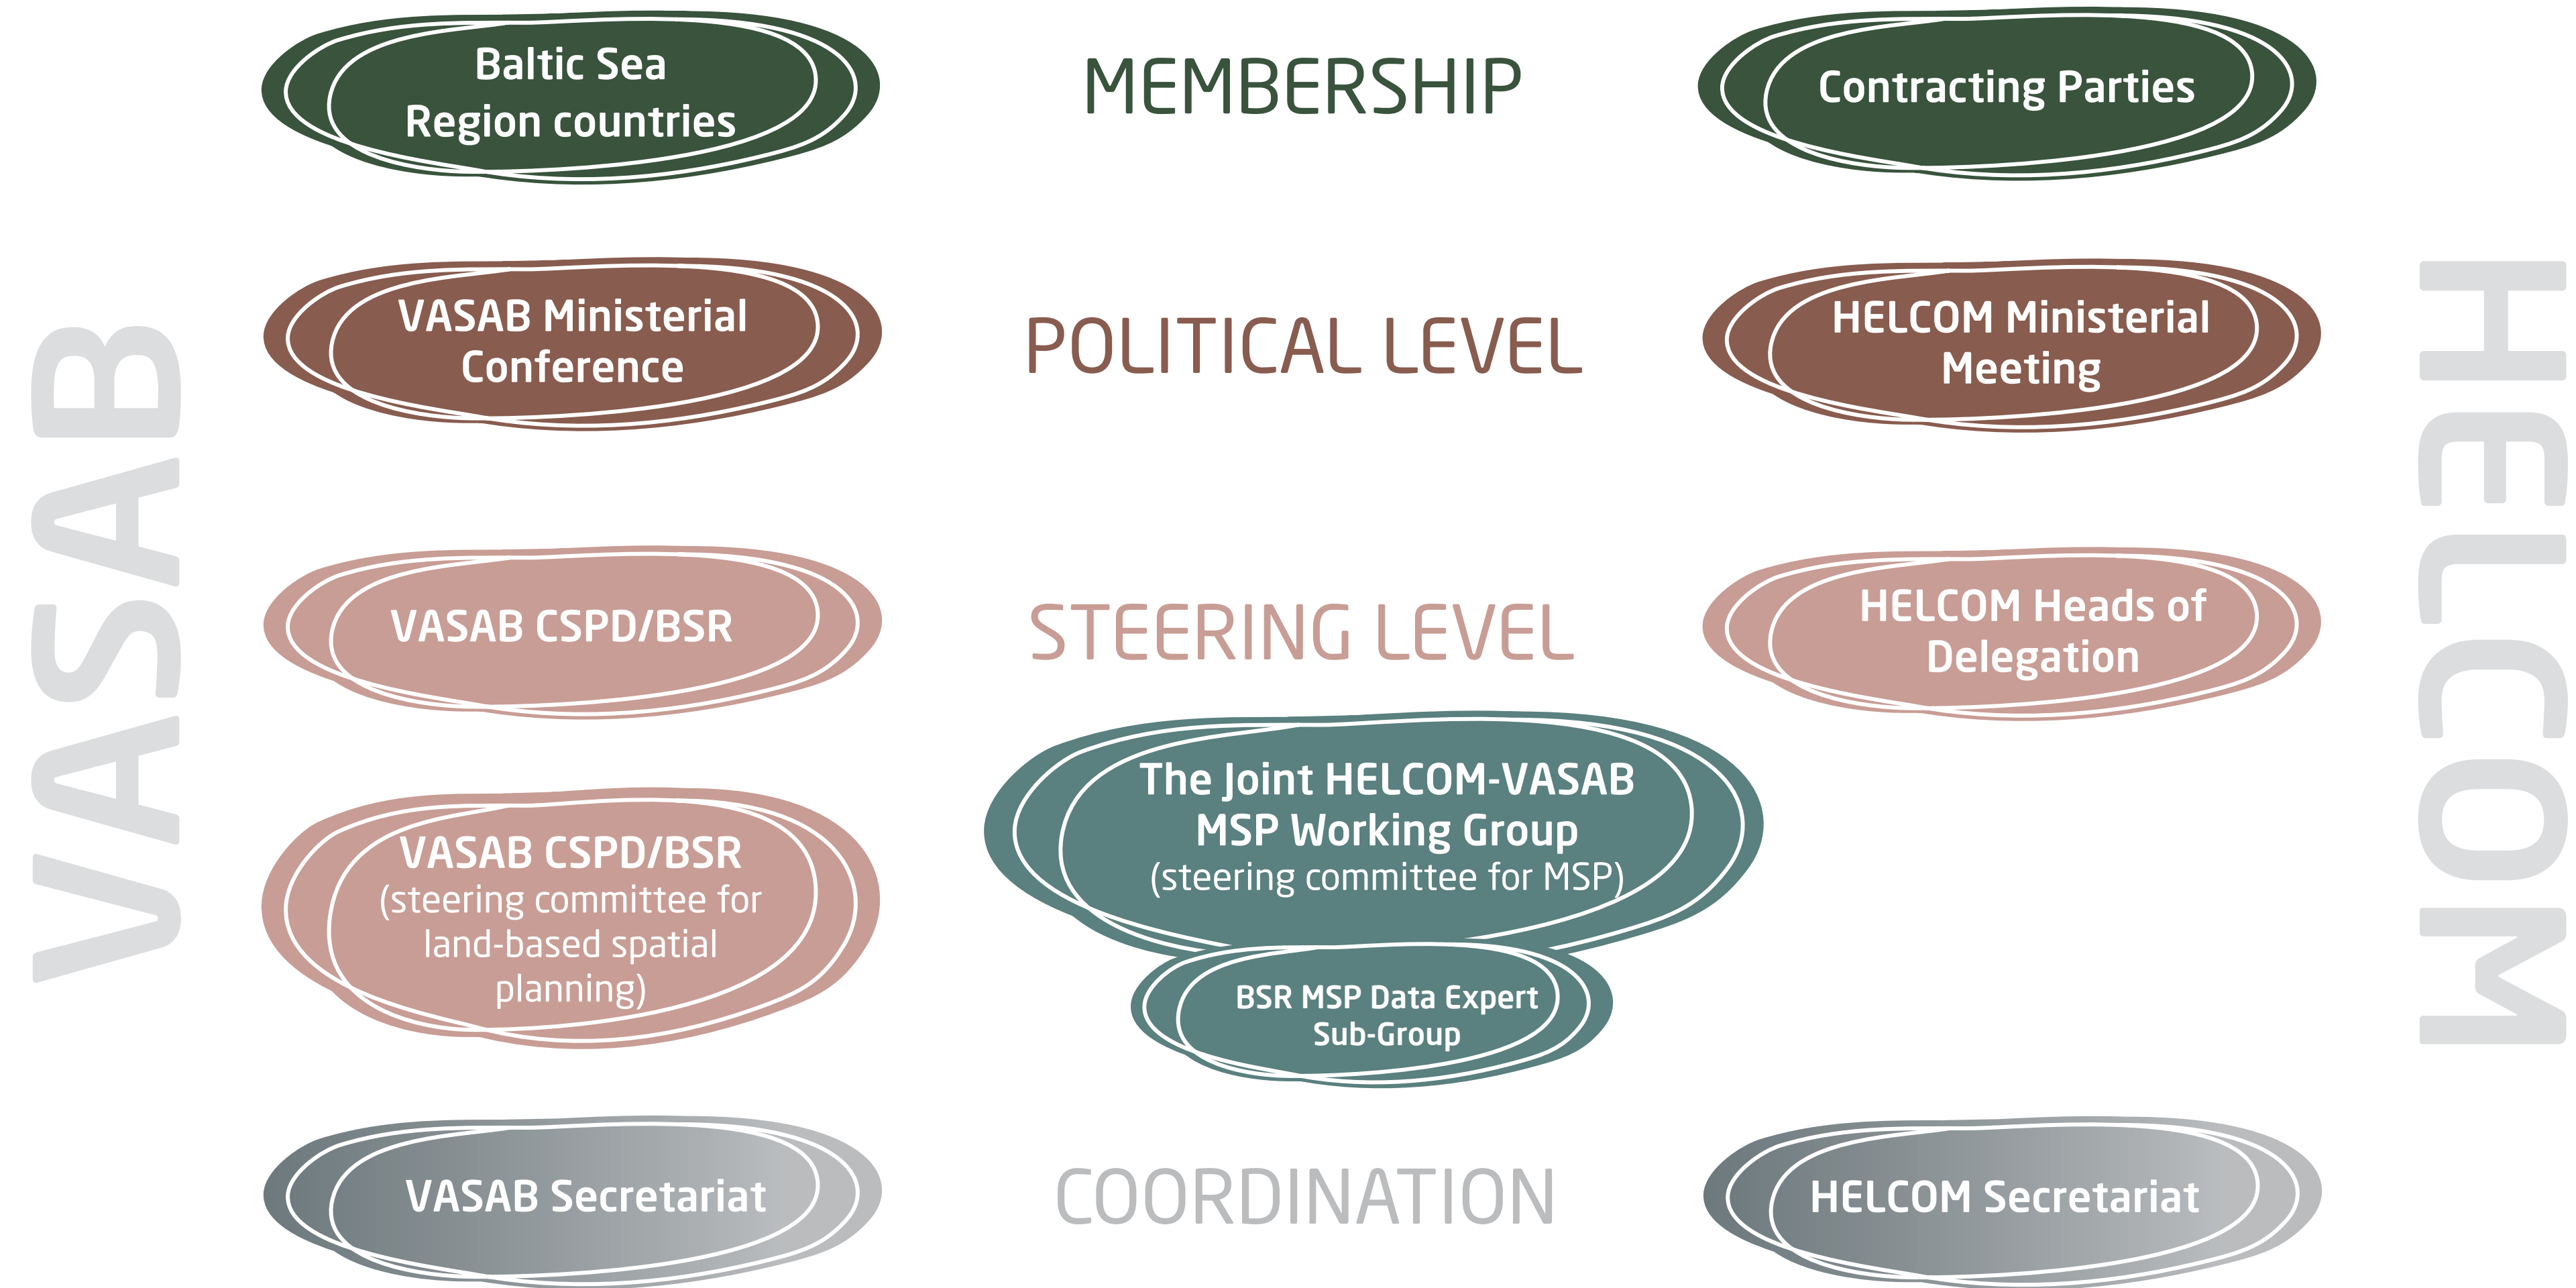 Baltic Sea
Region countries
MEMBERSHIP
Contracting Parties
VASAB Ministerial
Conference
POLITICAL LEVEL
HELCOM Ministerial
Meeting
VASAB
HELCOM
VASAB CSPD/BSR
STEERING LEVEL
HELCOM Heads of
Delegation
The Joint HELCOM-VASAB
MSP Working Group
(steering committee for MSP)
VASAB CSPD/BSR
(steering committee for
land-based spatial
planning)
BSR MSP Data Expert
Sub-Group
VASAB Secretariat
COORDINATION
HELCOM Secretariat